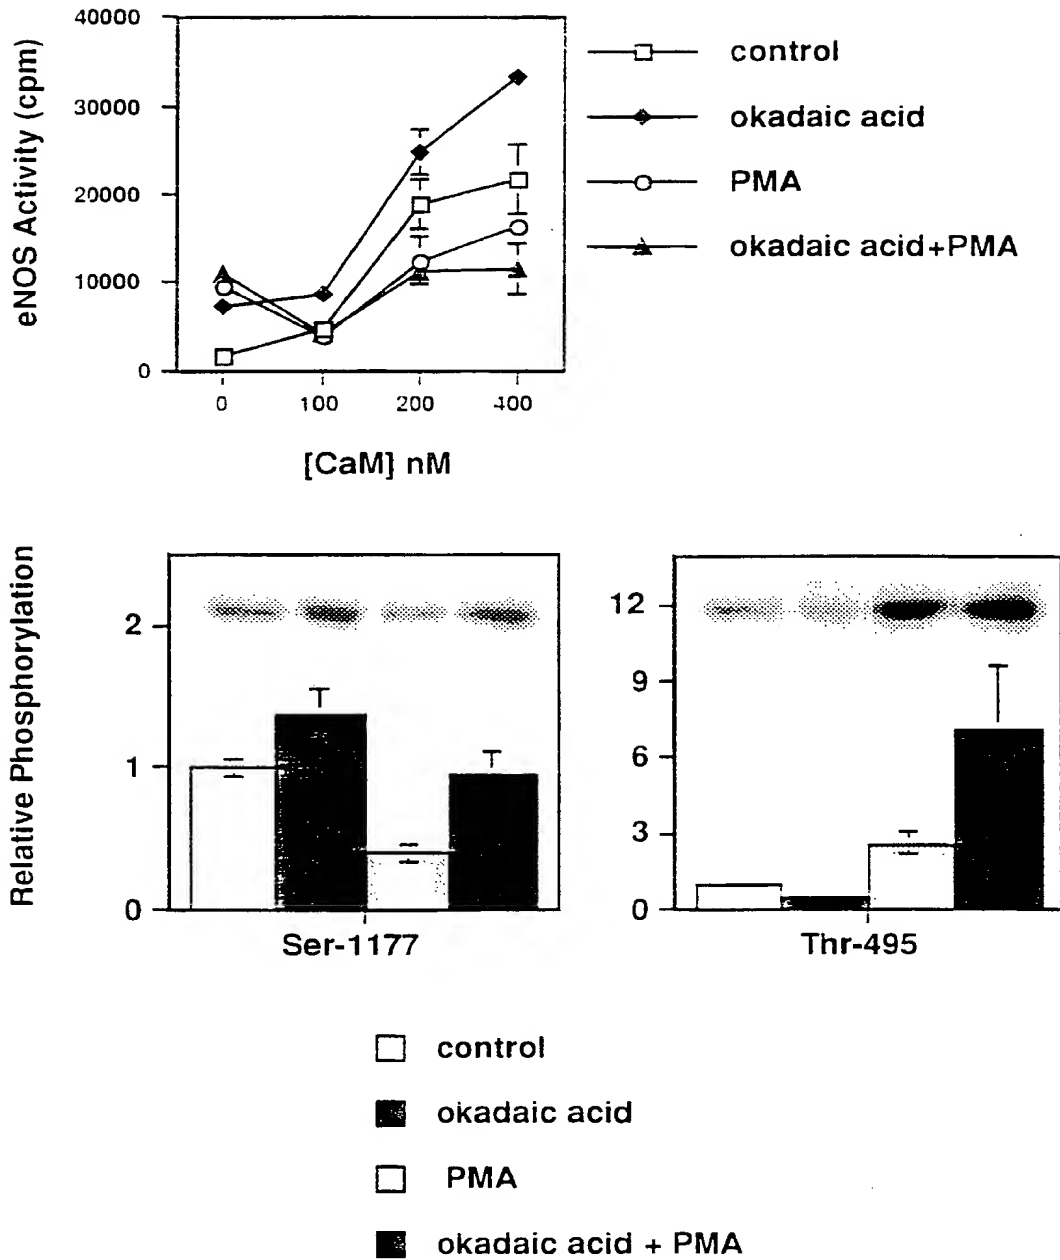 eNOS Activity (cpm)
40000
30000
20000
10000
0
0 100 200 400
[CaM] nM
control
okadaic acid
PMA
okadaic acid+PMA
Relative Phosphorylation
2
1
0
Ser-1177
12
9
6
3
0
Thr-495
control
okadaic acid
PMA
okadaic acid + PMA